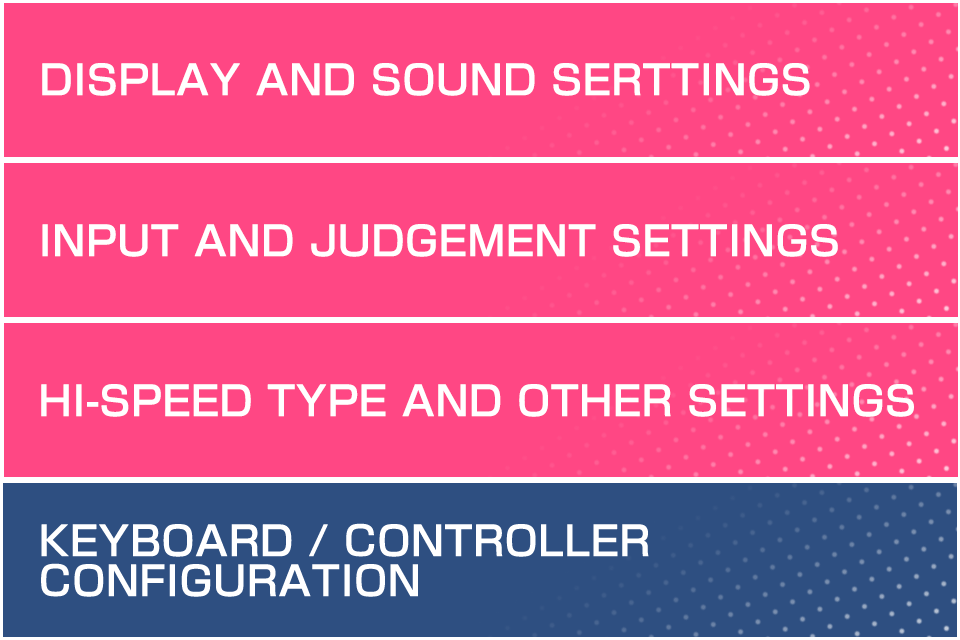 DISPLAY AND SOUND SERTTINGS
INPUT AND JUDGEMENT SETTINGS
HI-SPEED TYPE AND OTHER SETTINGS
KEYBOARD / CONTROLLER
CONFIGURATION